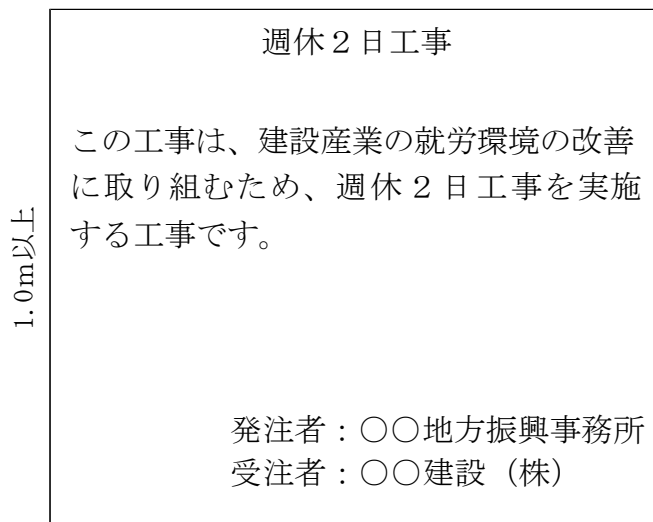 週休２日工事
この工事は、建設産業の就労環境の改善
に取り組むため、週休２日工事を実施
する工事です。
1.0m以上
発注者：○○地方振興事務所
受注者：○○建設（株）